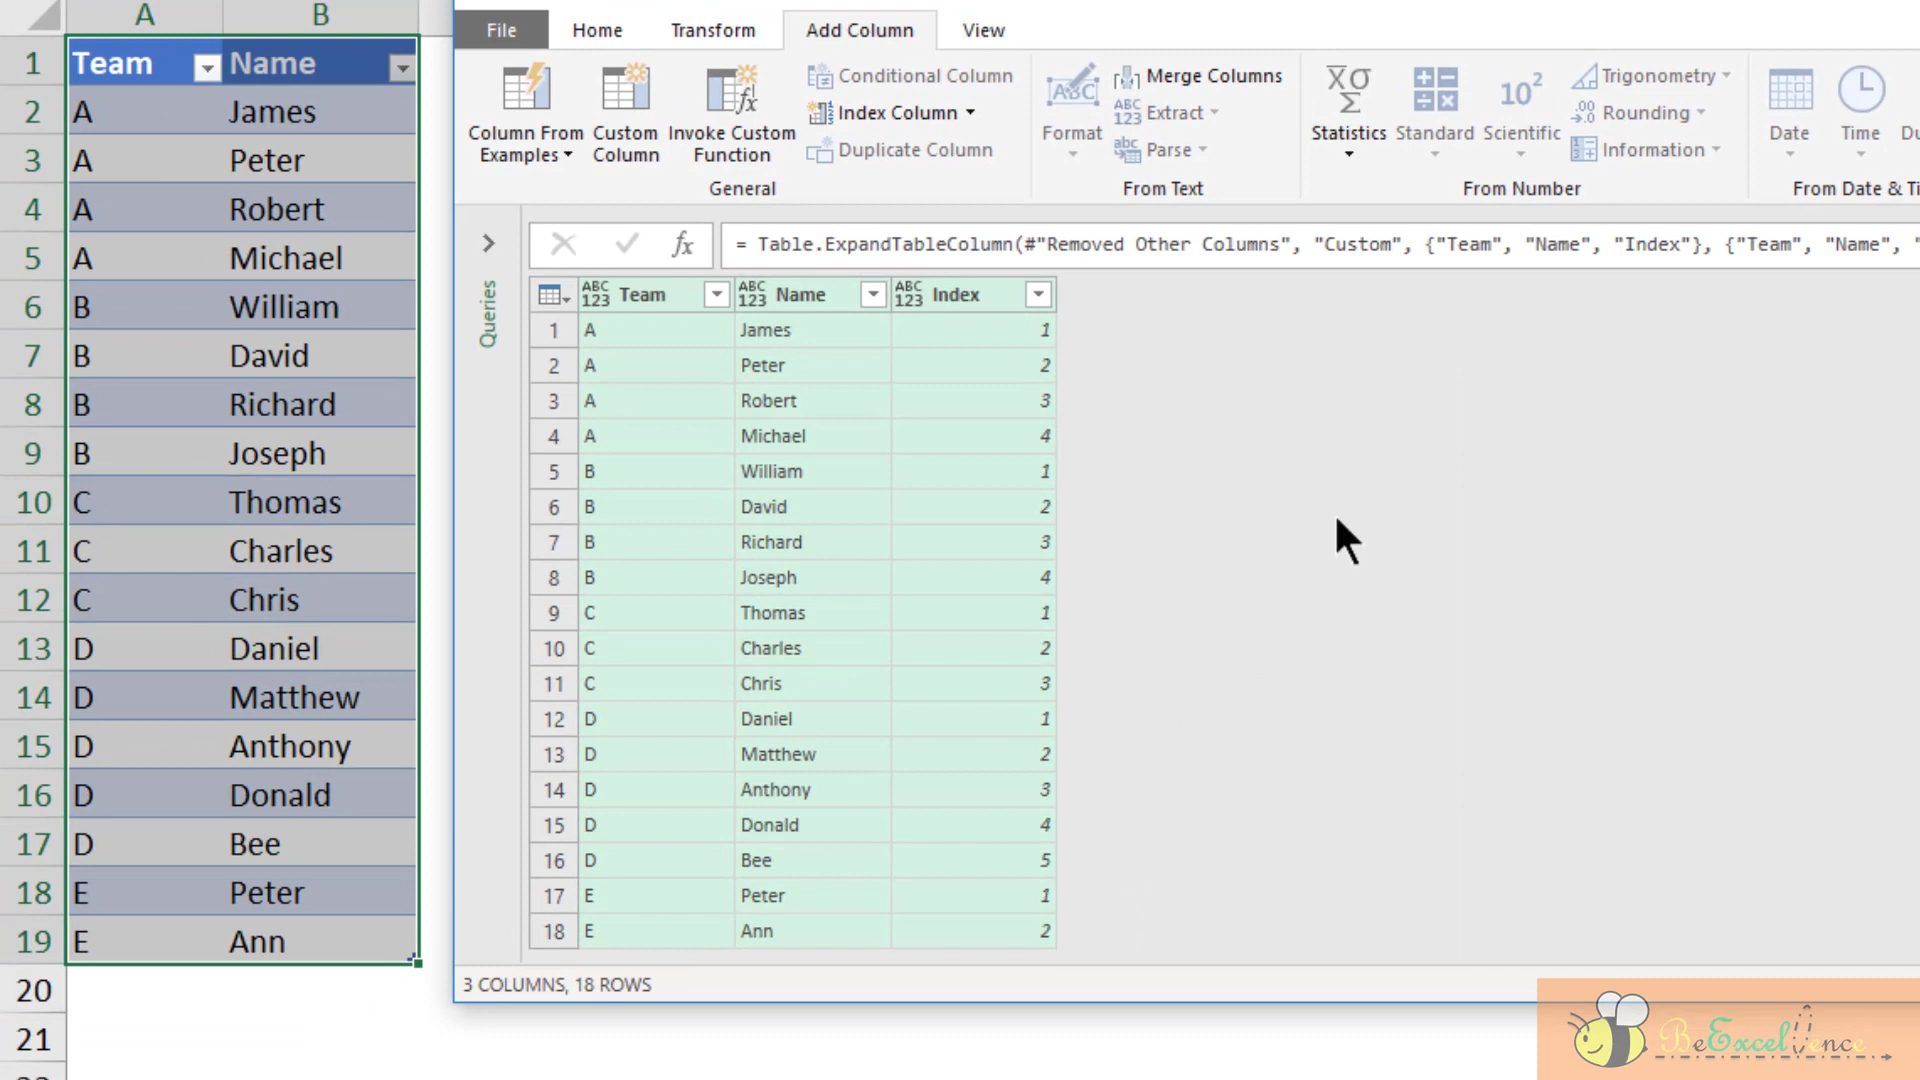 A B
1 Team Name
2 A James
3 A Peter
4 A Robert
5 A Michael
6 B William
7 B David
8 B Richard
9 B Joseph
10 C Thomas
11 C Charles
12 C Chris
13 D Daniel
14 D Matthew
15 D Anthony
16 D Donald
17 D Bee
18 E Peter
19 E Ann
20
21
File Home Transform Add Column View
Column From Examples
Custom Column
Invoke Custom Function
Conditional Column
Index Column
Duplicate Column
General
Format
Merge Columns
Extract
Parse
From Text
Statistics
Standard
Scientific
Trigonometry
Rounding
Information
From Number
Date
Time
From Date & Ti
Queries
fx = Table.ExpandTableColumn(#"Removed Other Columns", "Custom", {"Team", "Name", "Index"}, {"Team", "Name", "
ABC 123 Team ABC 123 Name ABC 123 Index
1 A James 1
2 A Peter 2
3 A Robert 3
4 A Michael 4
5 B William 1
6 B David 2
7 B Richard 3
8 B Joseph 4
9 C Thomas 1
10 C Charles 2
11 C Chris 3
12 D Daniel 1
13 D Matthew 2
14 D Anthony 3
15 D Donald 4
16 D Bee 5
17 E Peter 1
18 E Ann 2
3 COLUMNS, 18 ROWS